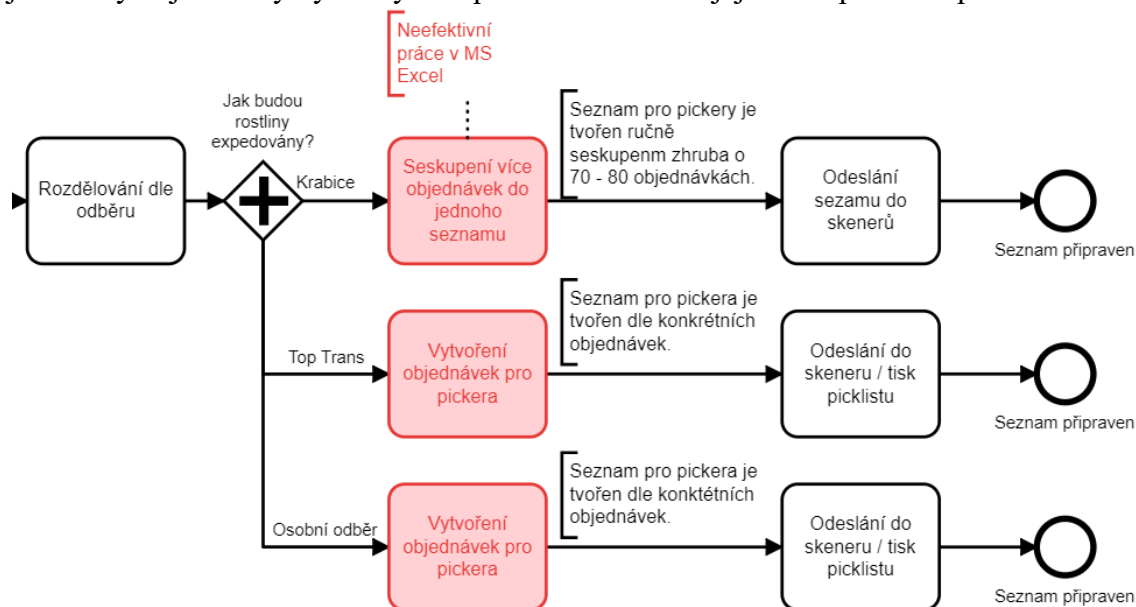 Neefektivní
práce v MS
Excel
Jak budou
rostliny
expedovány?
Rozdělování dle
odběru
Krabice
Seskupení více
objednávek do
jednoho
seznamu
Seznam pro pickery je
tvořen ručně
seskupenm zhruba o
70 - 80 objednávkách.
Odeslání
sezamu do
skenerů
Seznam připraven
Top Trans
Vytvoření
objednávek pro
pickera
Seznam pro pickera je
tvořen dle konkrétních
objednávek.
Odeslání do
skeneru / tisk
picklistu
Seznam připraven
Osobní odběr
Vytvoření
objednávek pro
pickera
Seznam pro pickera je
tvořen dle konktétních
objednávek.
Odeslání do
skeneru / tisk
picklistu
Seznam připraven